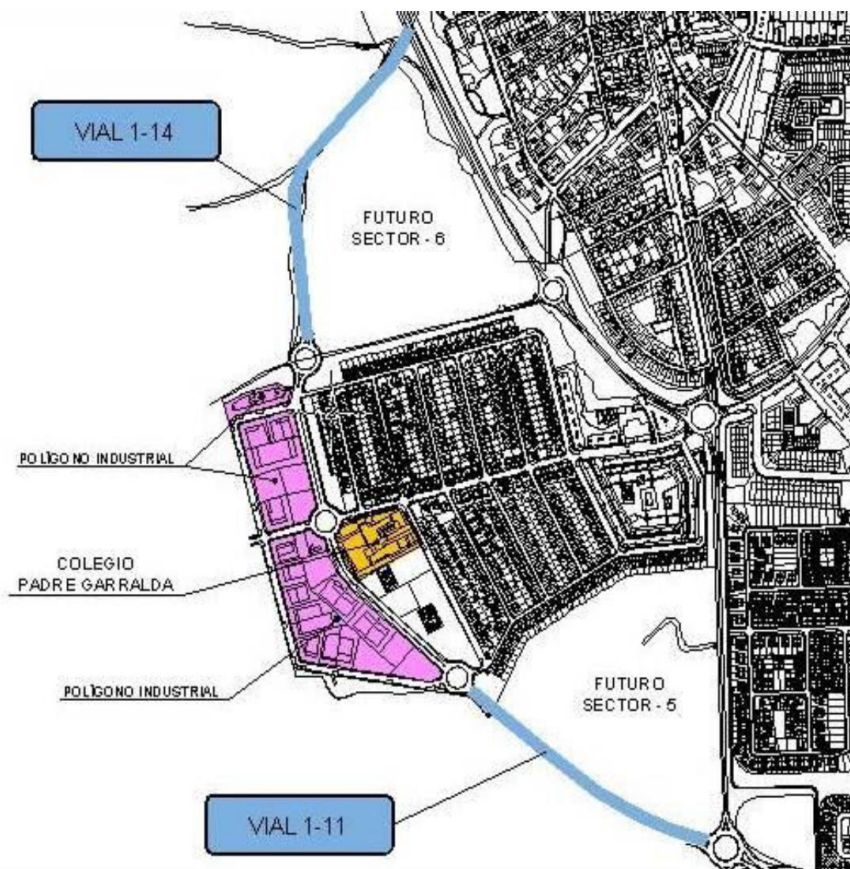 VIAL 1-14
FUTURO
SECTOR - 6
POLÍGONO INDUSTRIAL
COLEGIO
PADRE GARRALDA
POLÍGONO INDUSTRIAL
FUTURO
SECTOR - 5
VIAL 1-11